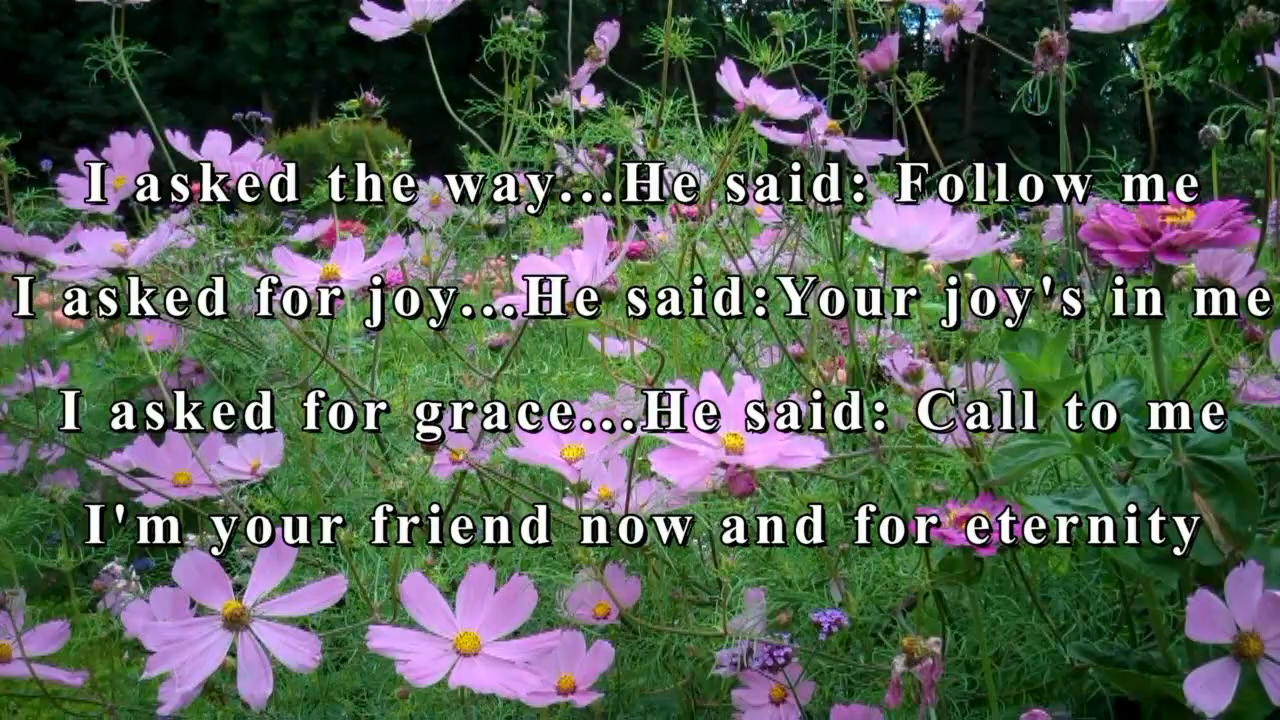 I asked the way...He said: Follow me
I asked for joy...He said:Your joy's in me
I asked for grace...He said: Call to me
I'm your friend now and for eternity